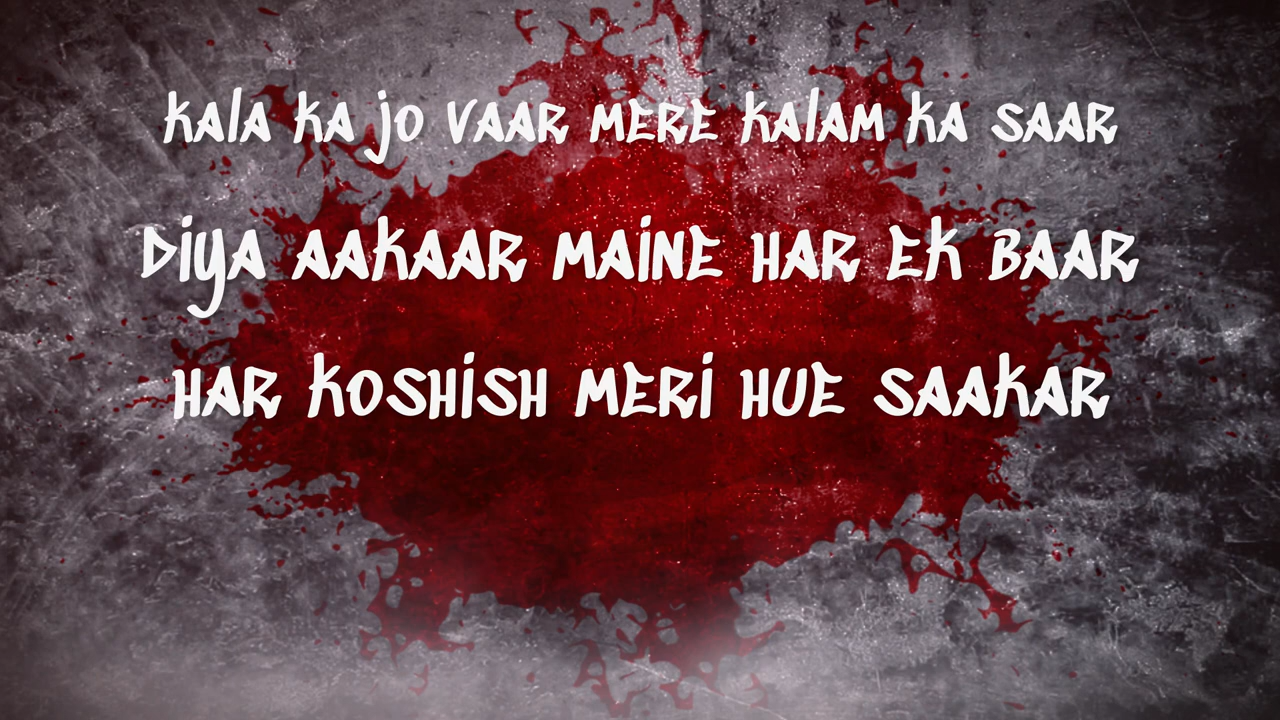 Kala ka jo vaar mere kalam ka saar
Diya aakaar maine har ek baar
Har koshish meri hue saakar